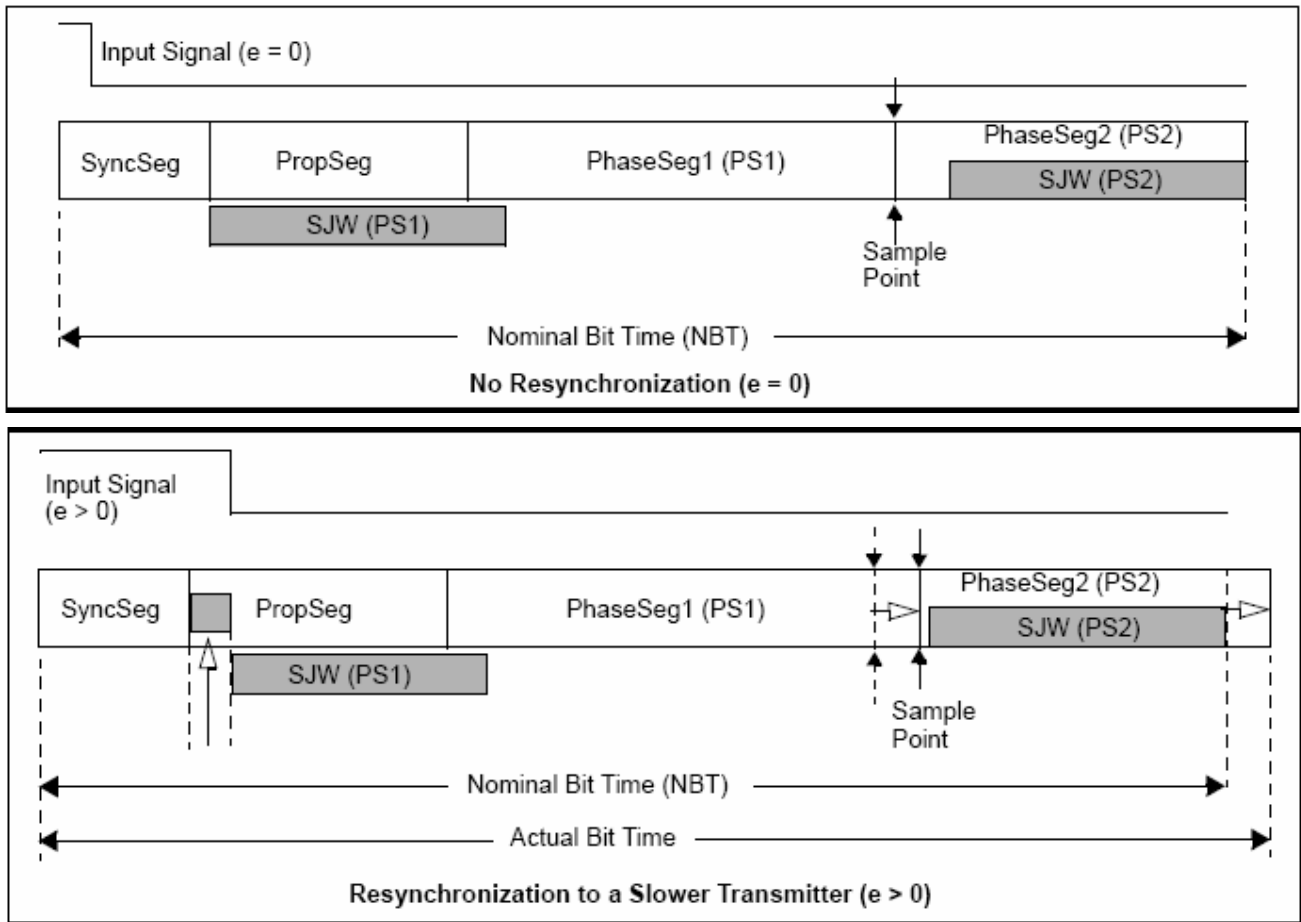 Input Signal (e = 0)
SyncSeg
PropSeg
PhaseSeg1 (PS1)
PhaseSeg2 (PS2)
SJW (PS2)
SJW (PS1)
Sample
Point
Nominal Bit Time (NBT)
No Resynchronization (e = 0)
Input Signal
(e > 0)
SyncSeg
PropSeg
PhaseSeg1 (PS1)
PhaseSeg2 (PS2)
SJW (PS2)
SJW (PS1)
Sample
Point
Nominal Bit Time (NBT)
Actual Bit Time
Resynchronization to a Slower Transmitter (e > 0)